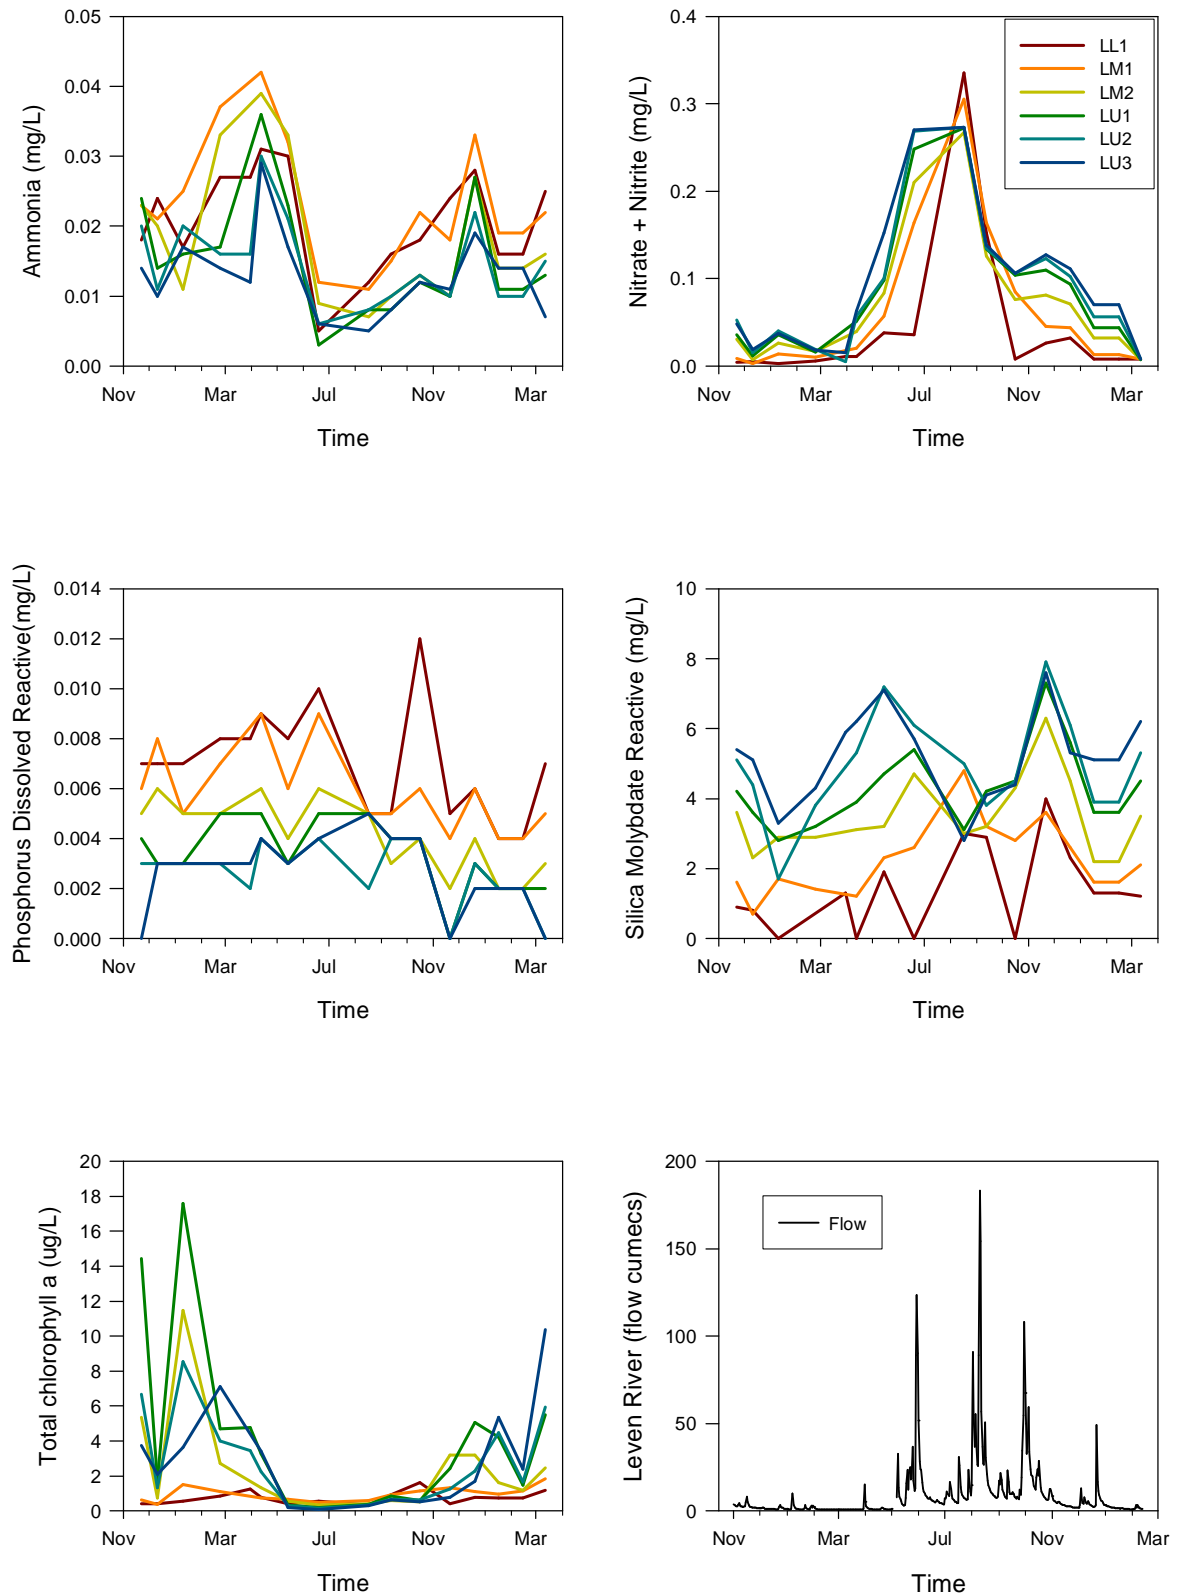 0.05
0.04
0.03
0.02
0.01
0.00
Ammonia (mg/L)
Nov Mar Jul Nov Mar
Time
0.4
0.3
0.2
0.1
0.0
Nitrate + Nitrite (mg/L)
LL1
LM1
LM2
LU1
LU2
LU3
Nov Mar Jul Nov Mar
Time
0.014
0.012
0.010
0.008
0.006
0.004
0.002
0.000
Phosphorus Dissolved Reactive(mg/L)
Nov Mar Jul Nov Mar
Time
10
8
6
4
2
0
Silica Molybdate Reactive (mg/L)
Nov Mar Jul Nov Mar
Time
20
18
16
14
12
10
8
6
4
2
0
Total chlorophyll a (ug/L)
Nov Mar Jul Nov Mar
Time
200
150
100
50
0
Leven River (flow cumecs)
Flow
Nov Mar Jul Nov Mar
Time